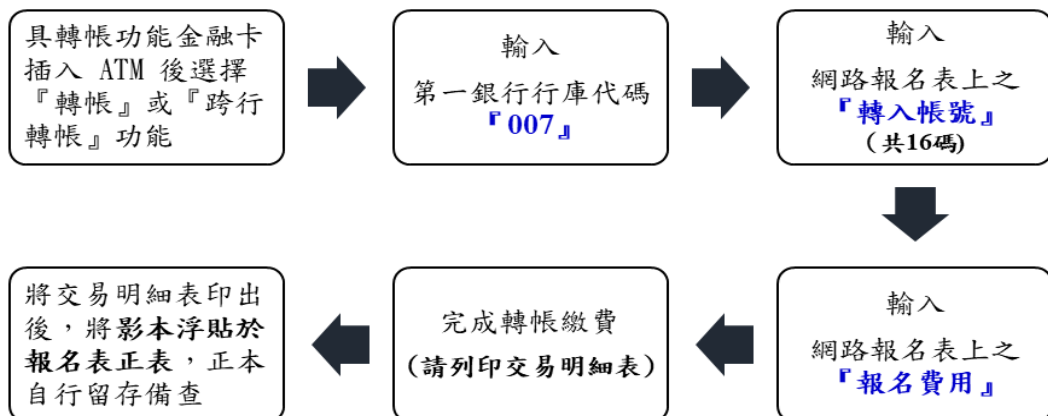 具轉帳功能金融卡
插入 ATM 後選擇
『轉帳』或『跨行
轉帳』功能
輸入
第一銀行行庫代碼
『007』
輸入
網路報名表上之
『轉入帳號』
(共16碼)
輸入
網路報名表上之
『報名費用』
完成轉帳繳費
(請列印交易明細表)
將交易明細表印出
後，將影本浮貼於
報名表正表，正本
自行留存備查